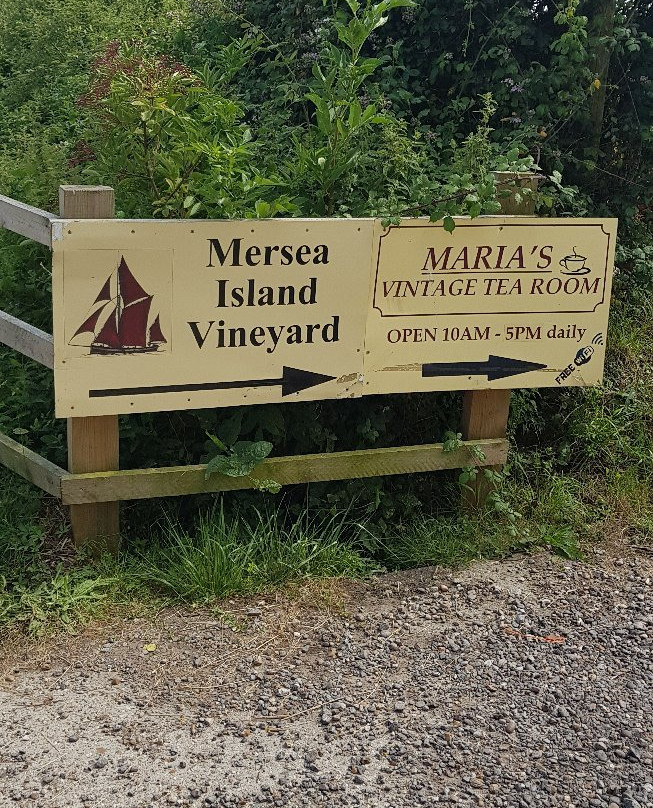 Mersea
Island
Vineyard
MARIA'S
VINTAGE TEA ROOM
OPEN 10AM - 5PM daily
FREE WiFi